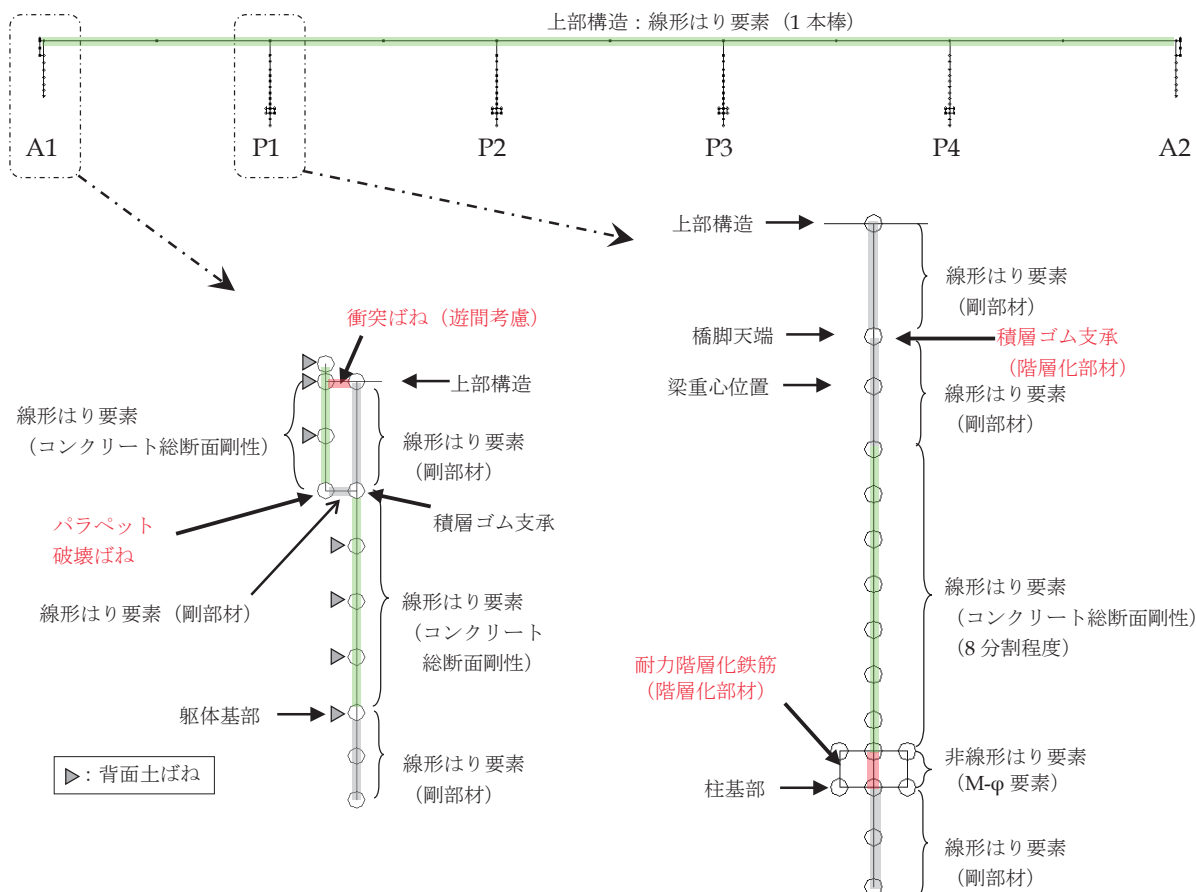 上部構造：線形はり要素（1 本棒）
A1
P1
P2
P3
P4
A2
衝突ばね（遊間考慮）
上部構造
線形はり要素
（コンクリート総断面剛性）
線形はり要素
（剛部材）
パラペット
破壊ばね
積層ゴム支承
線形はり要素（剛部材）
線形はり要素
（コンクリート
総断面剛性）
躯体基部
線形はり要素
（剛部材）
：背面土ばね
上部構造
線形はり要素
（剛部材）
橋脚天端
積層ゴム支承
（階層化部材）
梁重心位置
線形はり要素
（剛部材）
線形はり要素
（コンクリート総断面剛性）
（8 分割程度）
耐力階層化鉄筋
（階層化部材）
非線形はり要素
（M-φ 要素）
柱基部
線形はり要素
（剛部材）